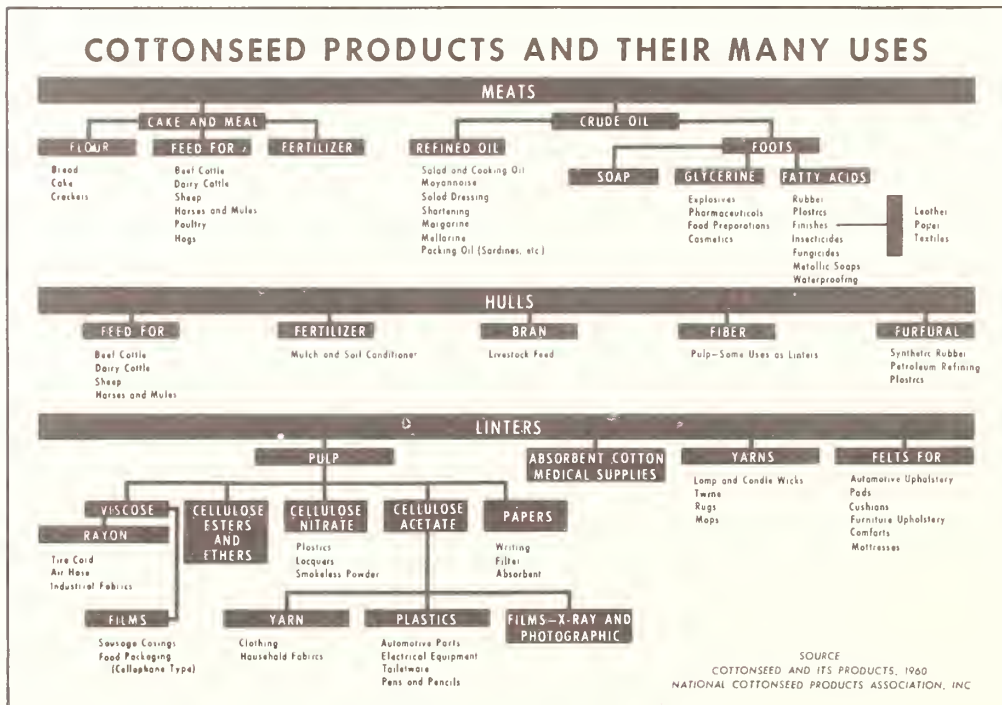 COTTONSEED PRODUCTS AND THEIR MANY USES
MEATS
CAKE AND MEAL
CRUDE OIL
FLOUR
FEED FOR
FERTILIZER
REFINED OIL
FOOTS
SOAP
GLYCERINE
FATTY ACIDS
Bread
Cake
Crackers
Beef Cattle
Dairy Cattle
Sheep
Horses and Mules
Poultry
Hogs
Salad and Cooking Oil
Mayonnaise
Salad Dressing
Shortening
Margarine
Mellorine
Packing Oil (Sardines, etc)
Explosives
Pharmaceuticals
Food Preparations
Cosmetics
Rubber
Plastics
Finishes
Insecticides
Fungicides
Metallic Soaps
Waterproofing
Leather
Paper
Textiles
HULLS
FEED FOR
FERTILIZER
BRAN
FIBER
FURFURAL
Beef Cattle
Dairy Cattle
Sheep
Horses and Mules
Mulch and Soil Conditioner
Livestock Feed
Pulp—Some Uses as Linters
Synthetic Rubber
Petroleum Refining
Plastics
LINTERS
PULP
ABSORBENT COTTON
MEDICAL SUPPLIES
YARNS
FELTS FOR
Lamp and Candle Wicks
Twine
Rugs
Mops
Automotive Upholstery
Pads
Cushions
Furniture Upholstery
Comforts
Mattresses
VISCOSE
CELLULOSE
ESTERS
AND
ETHERS
CELLULOSE
NITRATE
CELLULOSE
ACETATE
PAPERS
RAYON
Tire Cord
Air Hose
Industrial Fabrics
Plastics
Lacquers
Smokeless Powder
Writing
Filter
Absorbent
FILMS
YARN
PLASTICS
FILMS—X-RAY AND
PHOTOGRAPHIC
Sausage Casings
Food Packaging
(Cellophane Type)
Clothing
Household Fabrics
Automotive Parts
Electrical Equipment
Toiletware
Pens and Pencils
SOURCE
COTTONSEED AND ITS PRODUCTS, 1960
NATIONAL COTTONSEED PRODUCTS ASSOCIATION, INC